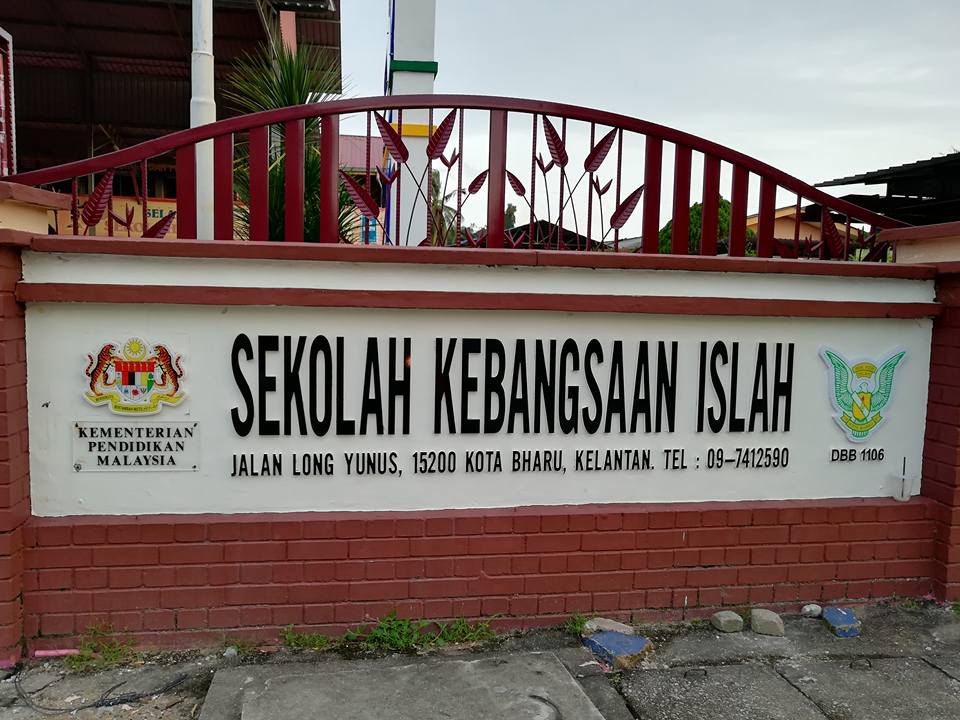 SEKOLAH KEBANGSAAN ISLAH
JALAN LONG YUNUS, 15200 KOTA BHARU, KELANTAN. TEL : 09-7412590
KEMENTERIAN
PENDIDIKAN
MALAYSIA
DBB 1106